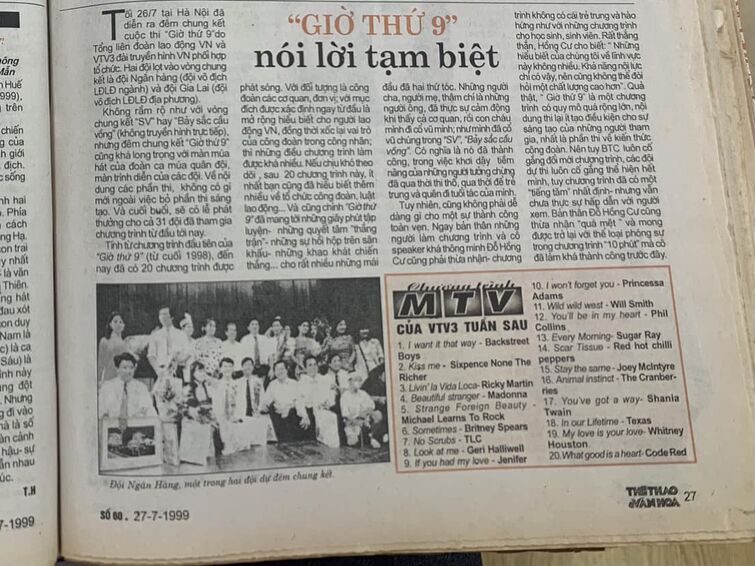 "GIỜ THỨ 9"
nói lời tạm biệt
Tối 26/7 tại Hà Nội đã
diễn ra đêm chung kết
cuộc thi "Giờ thứ 9"do
Tổng liên đoàn lao động VN và
VTV3 đài truyền hình VN phối hợp
tổ chức. Hai đội lọt vào vòng chung
kết là đội Ngân hàng (đội vô địch
LĐLĐ ngành) và đội Gia Lai (đội
vô địch LĐLĐ địa phương).
Không rầm rộ như với vòng
chung kết "SV" hay "Bảy sắc cầu
vồng" (không truyền hình trực tiếp),
nhưng đêm chung kết "Giờ thứ 9"
cũng khá long trọng với màn múa
hát của đoàn ca múa quân đội,
màn trình diễn của các đội. Về nội
dung các phần thi, không có gì
mới ngoài việc bỏ phần thi sáng
tạo. Và cuối buổi, sẽ có lễ phát
thưởng cho cả 31 đội đã tham gia
chương trình từ đầu tới nay.
Tính từ chương trình đầu tiên của
"Giờ thứ 9" (từ cuối 1998), đến
nay đã có 20 chương trình được
phát sóng. Với đối tượng là công
đoàn các cơ quan, đơn vị, với mục
đích được xác định ngay từ đầu là
mở rộng hiểu biết cho người lao
động VN, đồng thời xốc lại vai trò
của công đoàn trong công nhân;
thì những điều chương trình làm
được khá nhiều. Nếu chịu khó theo
dõi , sau 20 chương trình này, ít
nhất bạn cũng đã hiểu biết thêm
nhiều về tổ chức công đoàn, luật
lao động... Và cũng chính "Giờ thứ
9" đã mang tới những giây phút tập
luyện- những quyết tâm "thắng
trận"- những sự hồi hộp trên sân
khấu- những khao khát chiến
thắng... cho rất nhiều những mái
đầu đã hai thứ tóc. Những người
cha, người mẹ, thậm chí là những
người ông, đã thực sự cảm động
khi thấy cả cơ quan, rồi con cháu
mình đi cổ vũ mình; như mình đã cổ
vũ chúng trong "SV", "Bảy sắc cầu
vồng". Có nghĩa là nó đã thành
công, trong việc khơi dậy tiềm
năng của những người tưởng chừng
đã qua thời thi thố, qua thời để trẻ
trung và quên đi tuổi tác của mình.
Tuy nhiên, cũng không phải dễ
dàng gì cho một sự thành công
toàn vẹn. Ngay bản thân những
người làm chương trình và cô
speaker khá thông minh Đỗ Hồng
Cư cũng phải thừa nhận- chương
trình không có cái trẻ trung và hào
hứng như với những chương trình
cho học sinh, sinh viên. Rất thẳng
thắn, Hồng Cư cho biết: " Những
hiểu biết của chúng tôi về lĩnh vực
này không nhiều. Khả năng nội lực
chỉ có vậy, nên cũng không thể đòi
hỏi một chất lượng cao hơn". Quả
thật, " Giờ thứ 9" là một chương
trình có quy mô quá rộng lớn, nội
dung thi lại ít tạo điều kiện cho sự
sáng tạo của những người tham
gia, nhất là phần thi về kiến thức
công đoàn. Nên tuy BTC luôn cố
gắng đổi mới chương trình, các đội
dự thi luôn cố gắng thể hiện hết
mình, tuy chương trình đã có một
"tiếng tăm" nhất định- nhưng vẫn
chưa thực sự hấp dẫn với người
xem. Bản thân Đỗ Hồng Cư cũng
thừa nhận "quá mệt" và mong
được trở lại với thể loại phóng sự
trong chương trình "10 phút" mà cô
đã làm khá thành công trước đây.
Đội Ngân Hàng, một trong hai đội dự đêm chung kết.
Chương trình
MTV
CỦA VTV3 TUẦN SAU
1. I want it that way - Backstreet
Boys
2. Kiss me - Sixpence None The
Richer
3. Livin' la Vida Loca- Ricky Martin
4. Beautiful stranger - Madonna
5. Strange Foreign Beauty -
Michael Learns To Rock
6. Sometimes - Britney Spears
7. No Scrubs - TLC
8. Look at me - Geri Halliwell
9. If you had my love - Jenifer
10. I won't forget you - Princessa
Adams
11. Wild wild west - Will Smith
12. You'll be in my heart - Phil
Collins
13. Every Morning- Sugar Ray
14. Scar Tissue - Red hot chilli
peppers
15. Stay the same - Joey McIntyre
16. Animal instinct - The Cranber-
ries
17. You've got a way- Shania
Twain
18. In our Lifetime - Texas
19. My love is your love- Whitney
Houston
20. What good is a heart- Code Red
T.H
7-1999
SỐ 60 . 27-7-1999
THỂ THAO
& VĂN HÓA
27